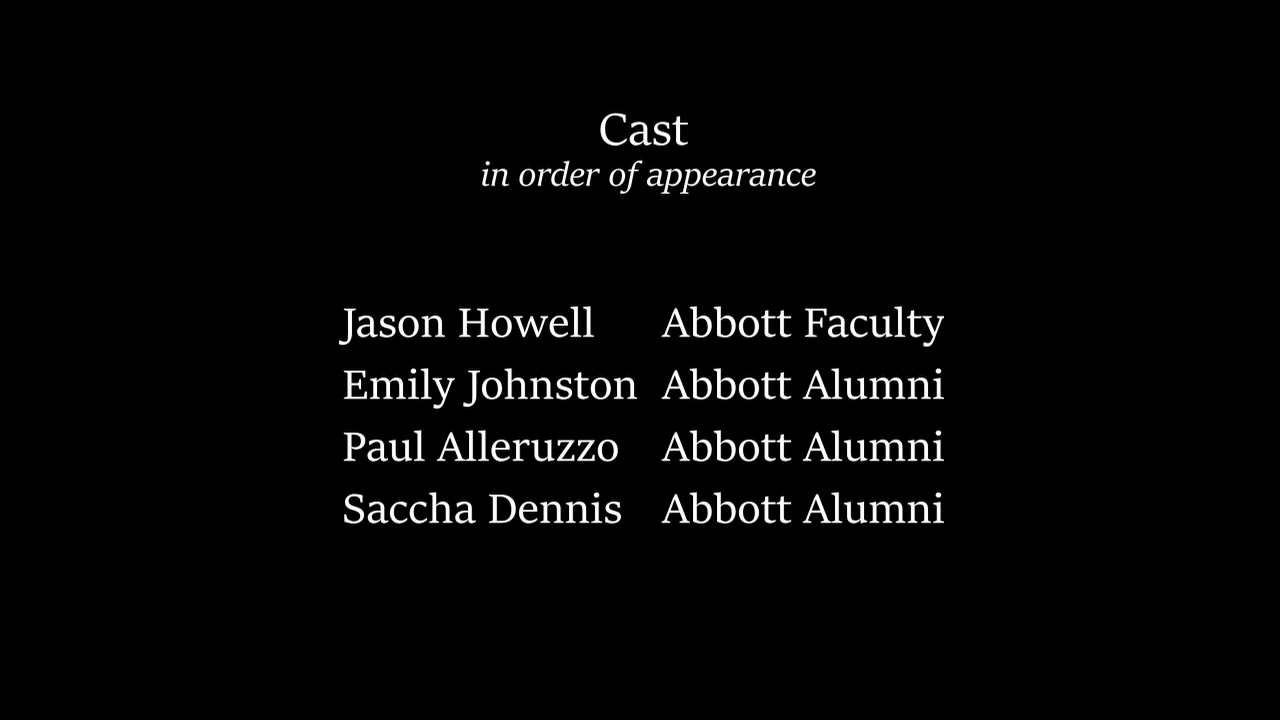 Cast
in order of appearance
Jason Howell Abbott Faculty
Emily Johnston Abbott Alumni
Paul Alleruzzo Abbott Alumni
Saccha Dennis Abbott Alumni